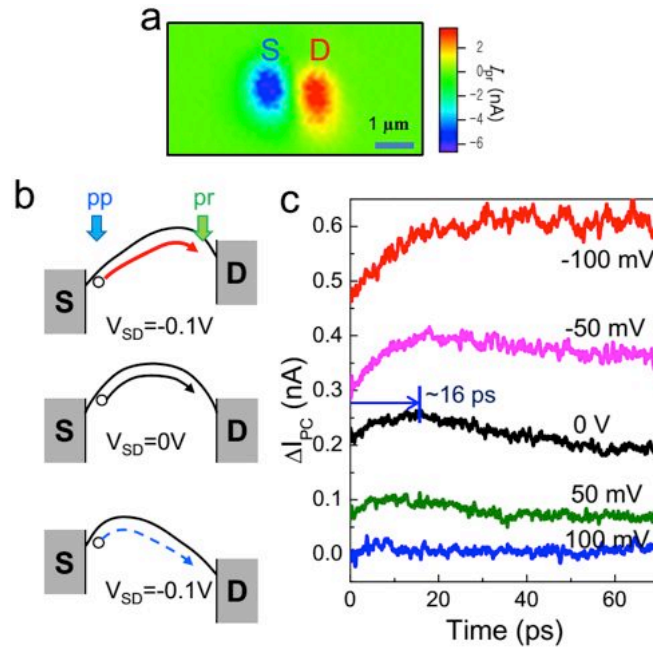 a
S D
1 μm
2
0
-2
-4
-6
I_pr (nA)
b
pp pr
S D
V_SD=-0.1V
S D
V_SD=0V
S D
V_SD=-0.1V
c
0.6
0.5
0.4
0.3
0.2
0.1
0.0
ΔI_PC (nA)
-100 mV
-50 mV
~16 ps
0 V
50 mV
100 mV
0 20 40 60
Time (ps)